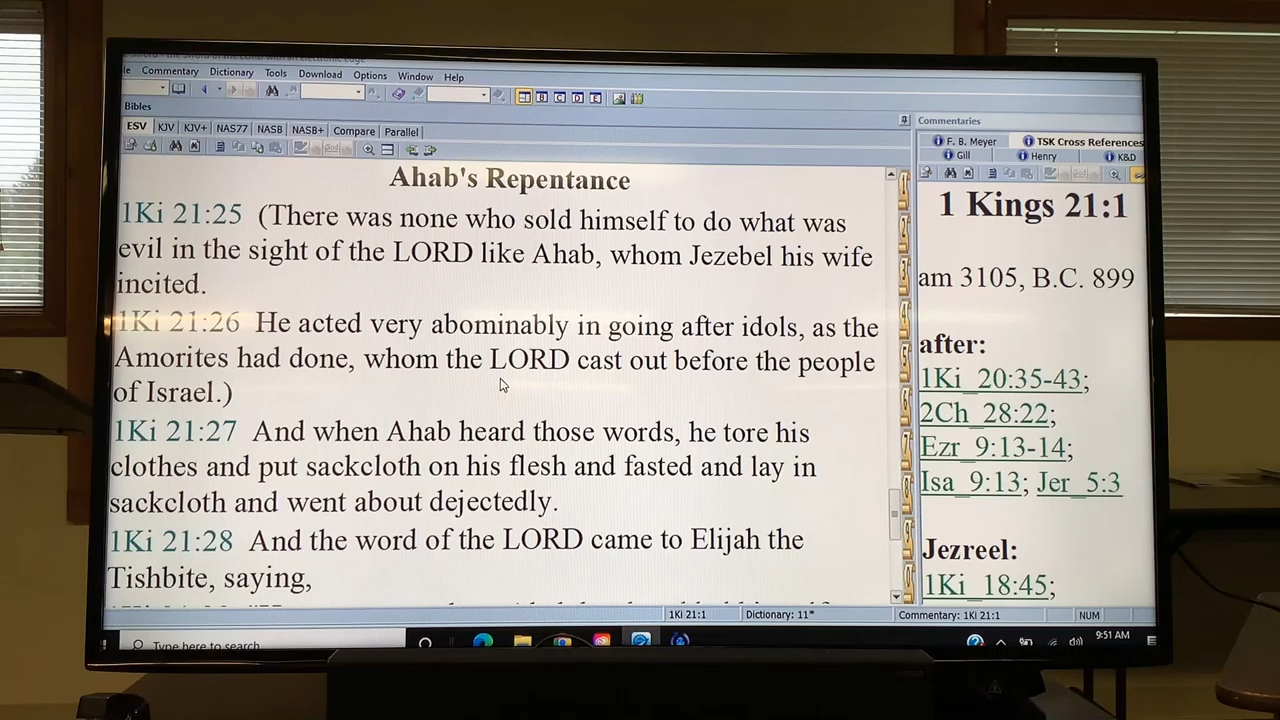 Commentary Dictionary Tools Download Options Window Help
Bibles
ESV KJV KJV+ NAS77 NASB NASB+ Compare Parallel
Ahab's Repentance
1Ki 21:25 (There was none who sold himself to do what was
evil in the sight of the LORD like Ahab, whom Jezebel his wife
incited.
1Ki 21:26 He acted very abominably in going after idols, as the
Amorites had done, whom the LORD cast out before the people
of Israel.)
1Ki 21:27 And when Ahab heard those words, he tore his
clothes and put sackcloth on his flesh and fasted and lay in
sackcloth and went about dejectedly.
1Ki 21:28 And the word of the LORD came to Elijah the
Tishbite, saying,
Commentaries
F. B. Meyer TSK Cross References
Gill Henry K&D
1 Kings 21:1
am 3105, B.C. 899
after:
1Ki_20:35-43;
2Ch_28:22;
Ezr_9:13-14;
Isa_9:13; Jer_5:3
Jezreel:
1Ki_18:45;
1Ki 21:1 Dictionary: 11* Commentary: 1Ki 21:1 NUM
Type here to search
9:51 AM